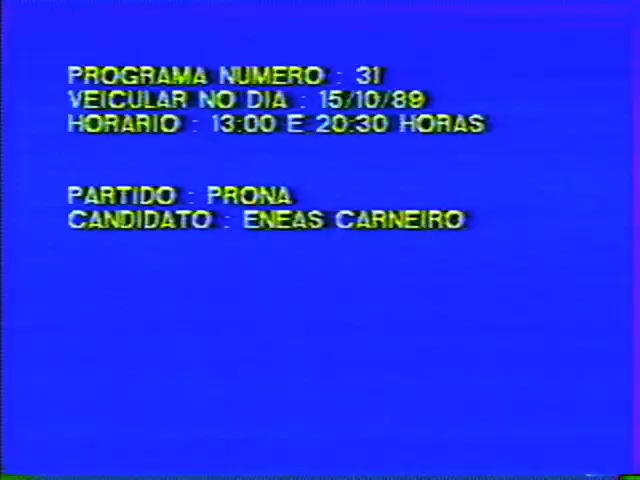 PROGRAMA NUMERO : 31
VEICULAR NO DIA : 15/10/89
HORARIO : 13:00 E 20:30 HORAS
PARTIDO : PRONA
CANDIDATO : ENEAS CARNEIRO